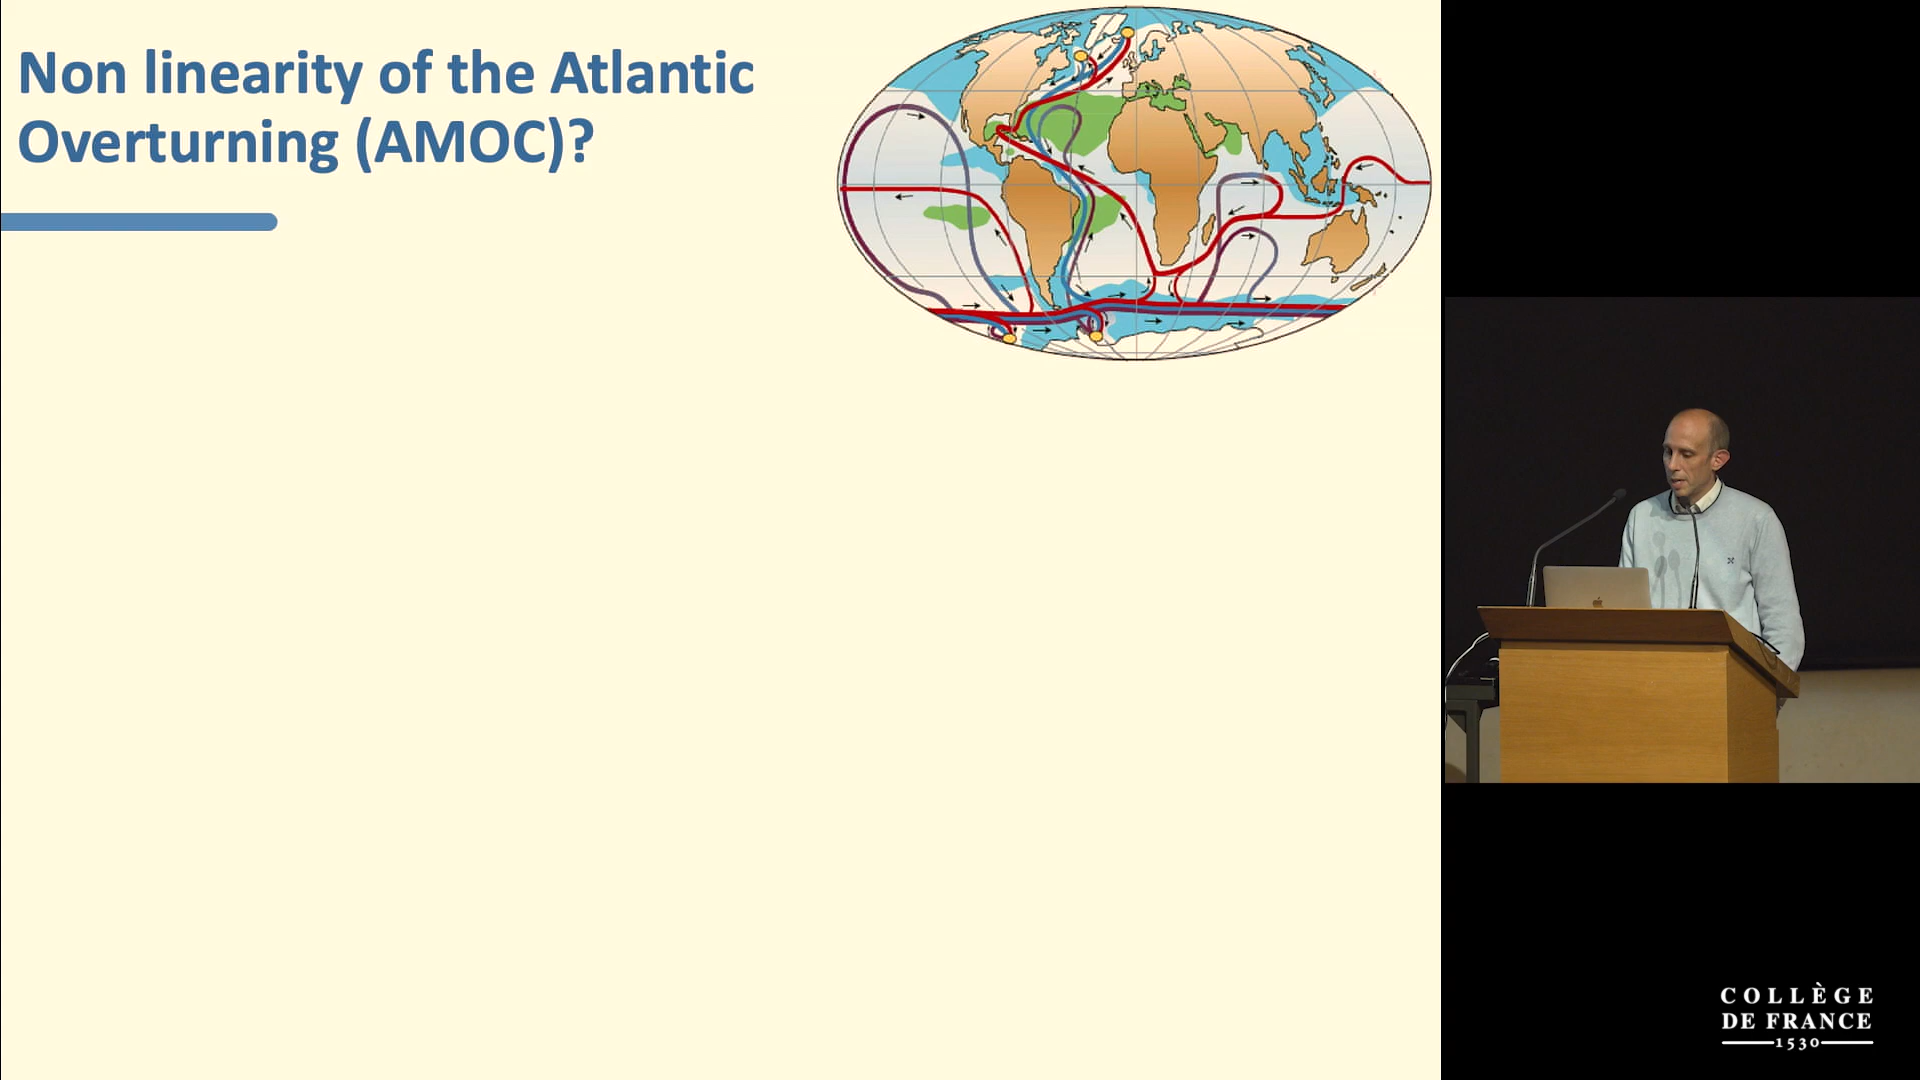 Non linearity of the Atlantic
Overturning (AMOC)?
COLLÈGE
DE FRANCE
1530